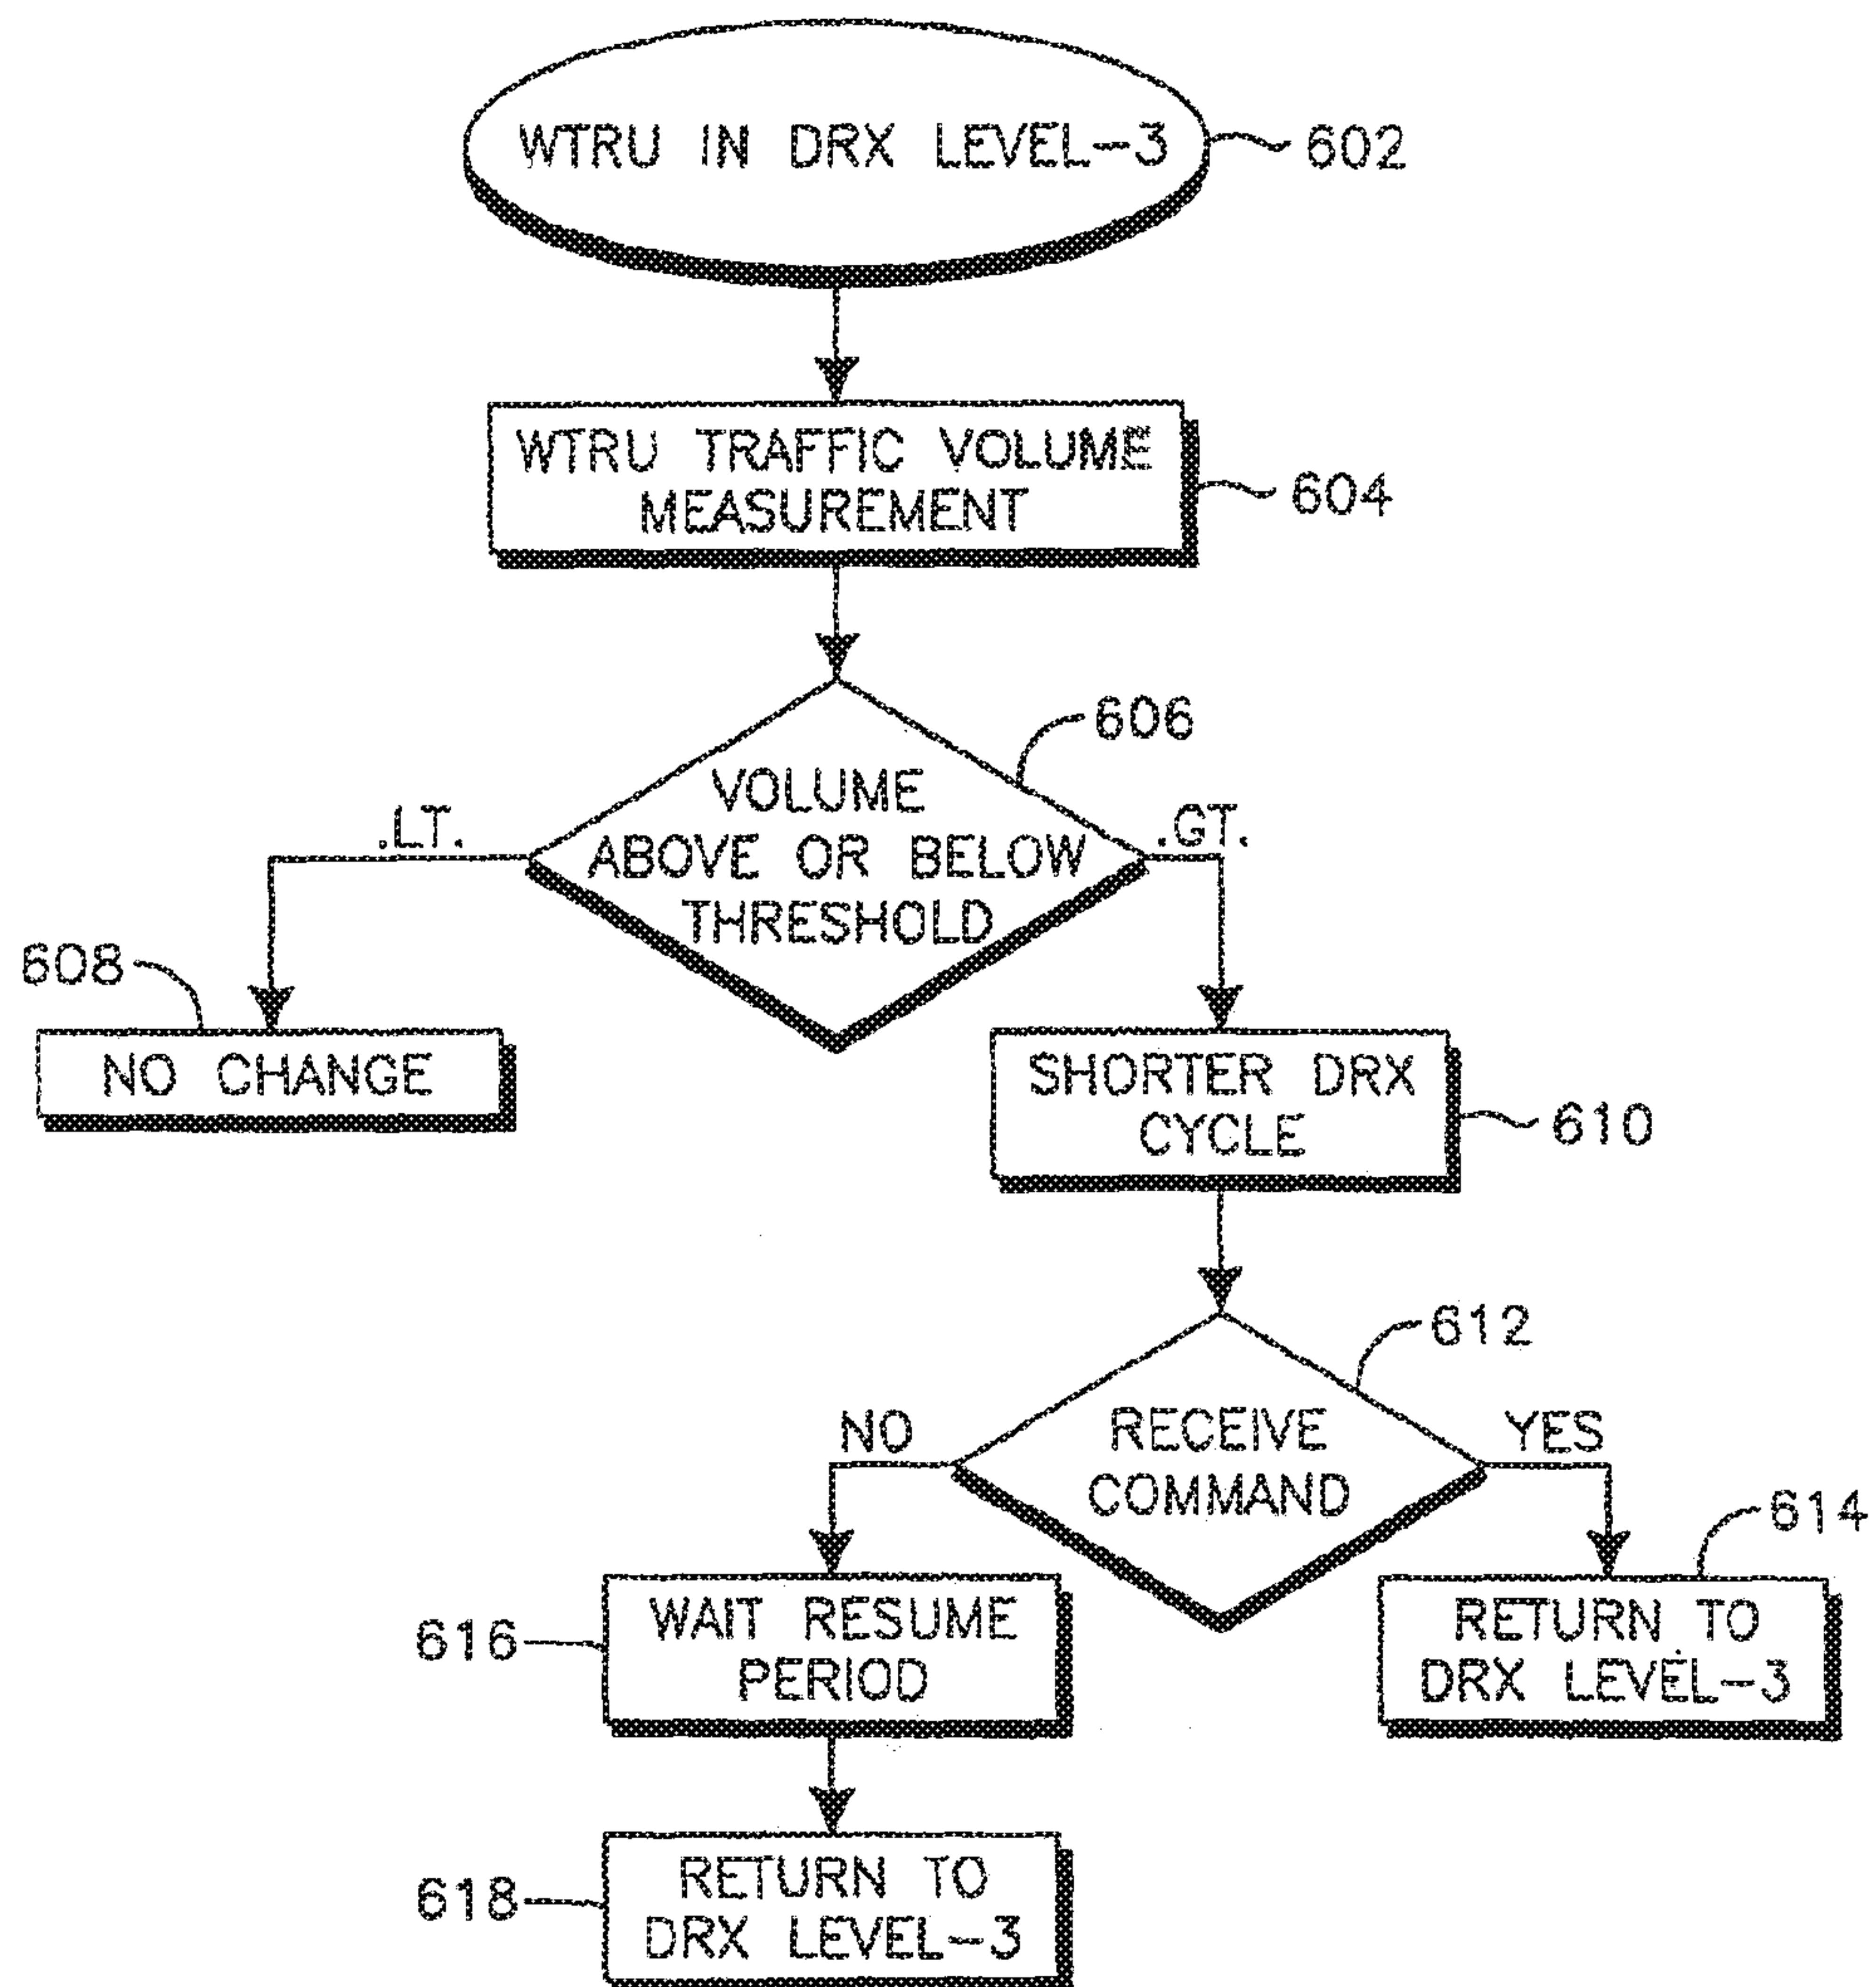 WTRU IN DRX LEVEL-3
602
WTRU TRAFFIC VOLUME
MEASUREMENT
604
606
VOLUME
ABOVE OR BELOW
THRESHOLD
.LT.
.GT.
608
NO CHANGE
SHORTER DRX
CYCLE
610
612
RECEIVE
COMMAND
NO
YES
614
616
WAIT RESUME
PERIOD
RETURN TO
DRX LEVEL-3
618
RETURN TO
DRX LEVEL-3